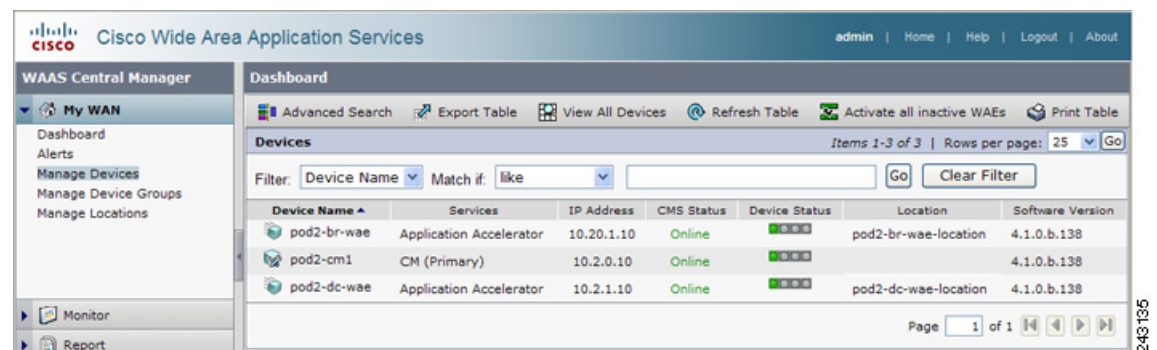 CISCO Cisco Wide Area Application Services admin | Home | Help | Logout | About
WAAS Central Manager
Dashboard
My WAN
Dashboard
Alerts
Manage Devices
Manage Device Groups
Manage Locations
Monitor
Report
Advanced Search Export Table View All Devices Refresh Table Activate all inactive WAEs Print Table
Devices Items 1-3 of 3 | Rows per page: 25 Go
Filter: Device Name Match if: like Go Clear Filter
Device Name Services IP Address CMS Status Device Status Location Software Version
pod2-br-wae Application Accelerator 10.20.1.10 Online pod2-br-wae-location 4.1.0.b.138
pod2-cm1 CM (Primary) 10.2.0.10 Online 4.1.0.b.138
pod2-dc-wae Application Accelerator 10.2.1.10 Online pod2-dc-wae-location 4.1.0.b.138
Page 1 of 1
243135